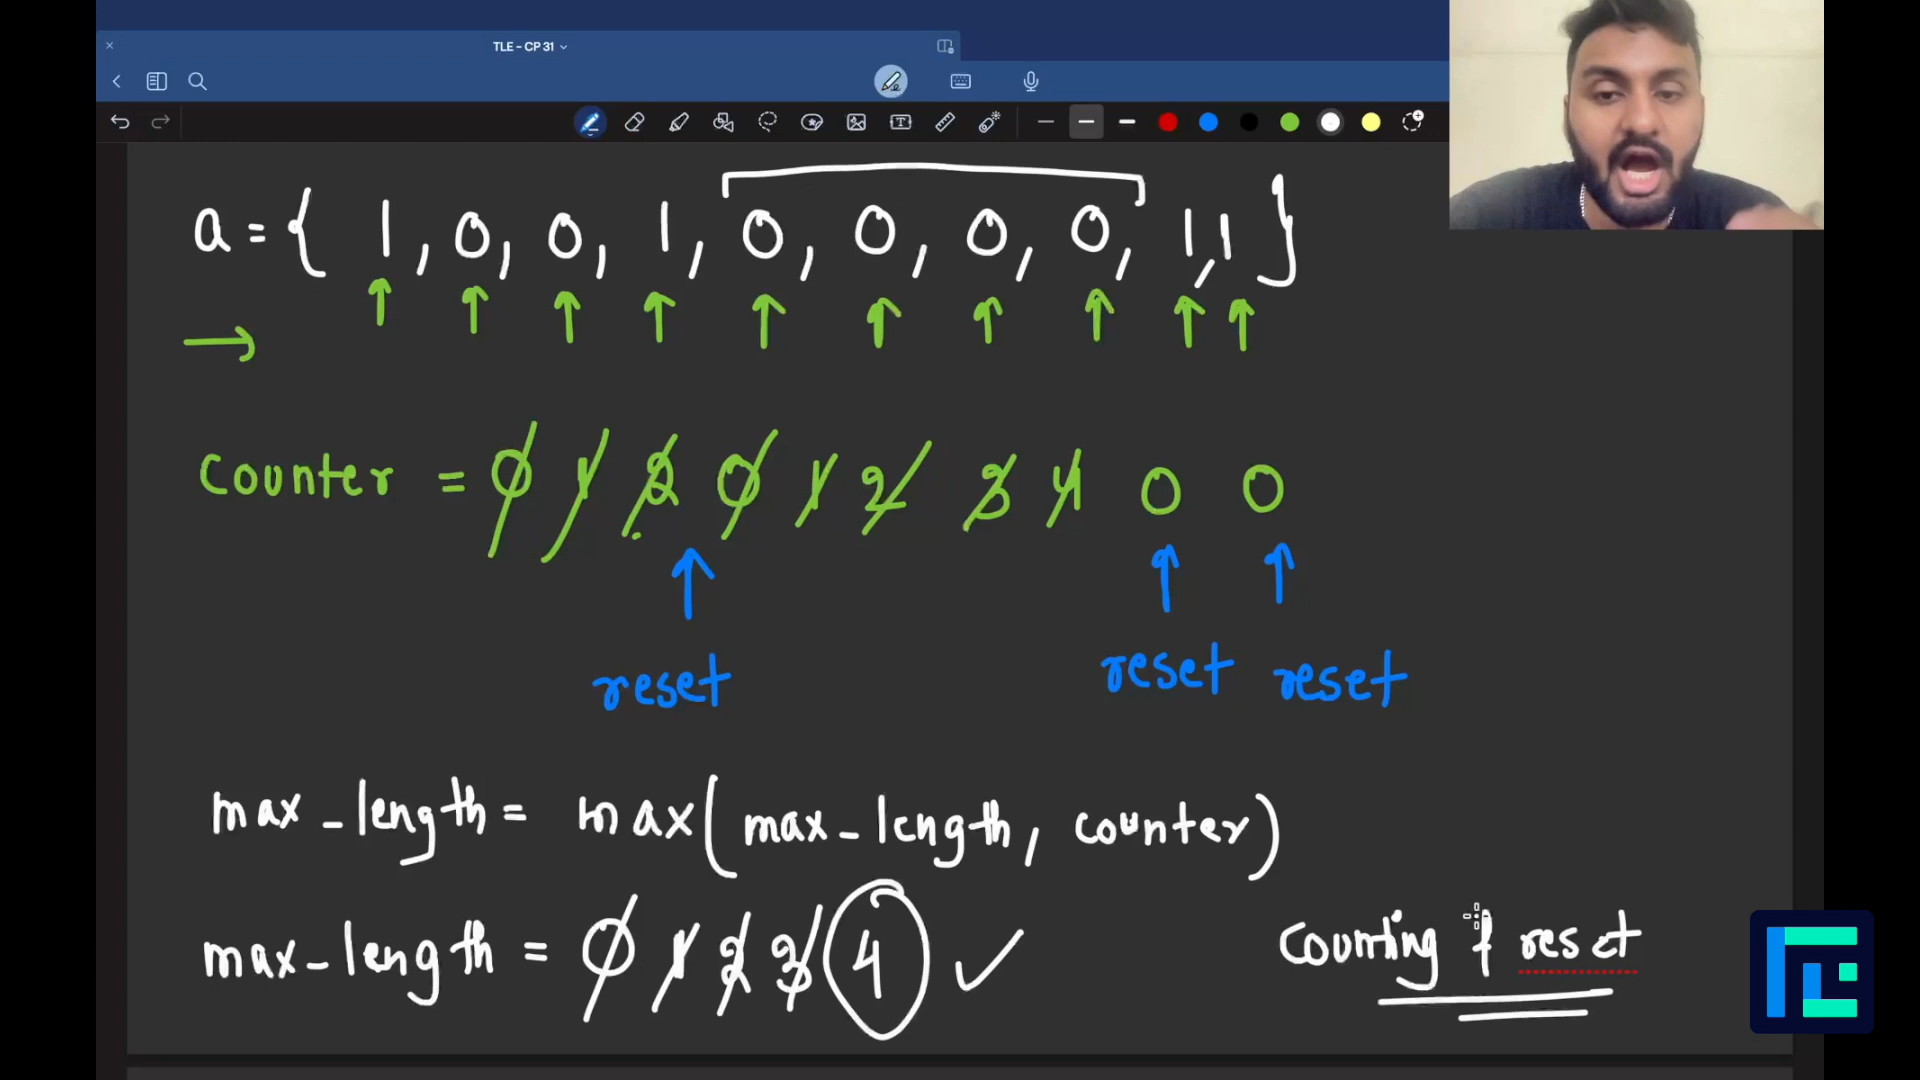 TLE - CP 31
a = { 1, 0, 0, 1, 0, 0, 0, 0, 1, 1 }
counter = 0 1 2 0 1 2 3 4 0 0
reset reset reset
max_length = max(max_length, counter)
max_length = 0 1 2 3 4
Counting & reset